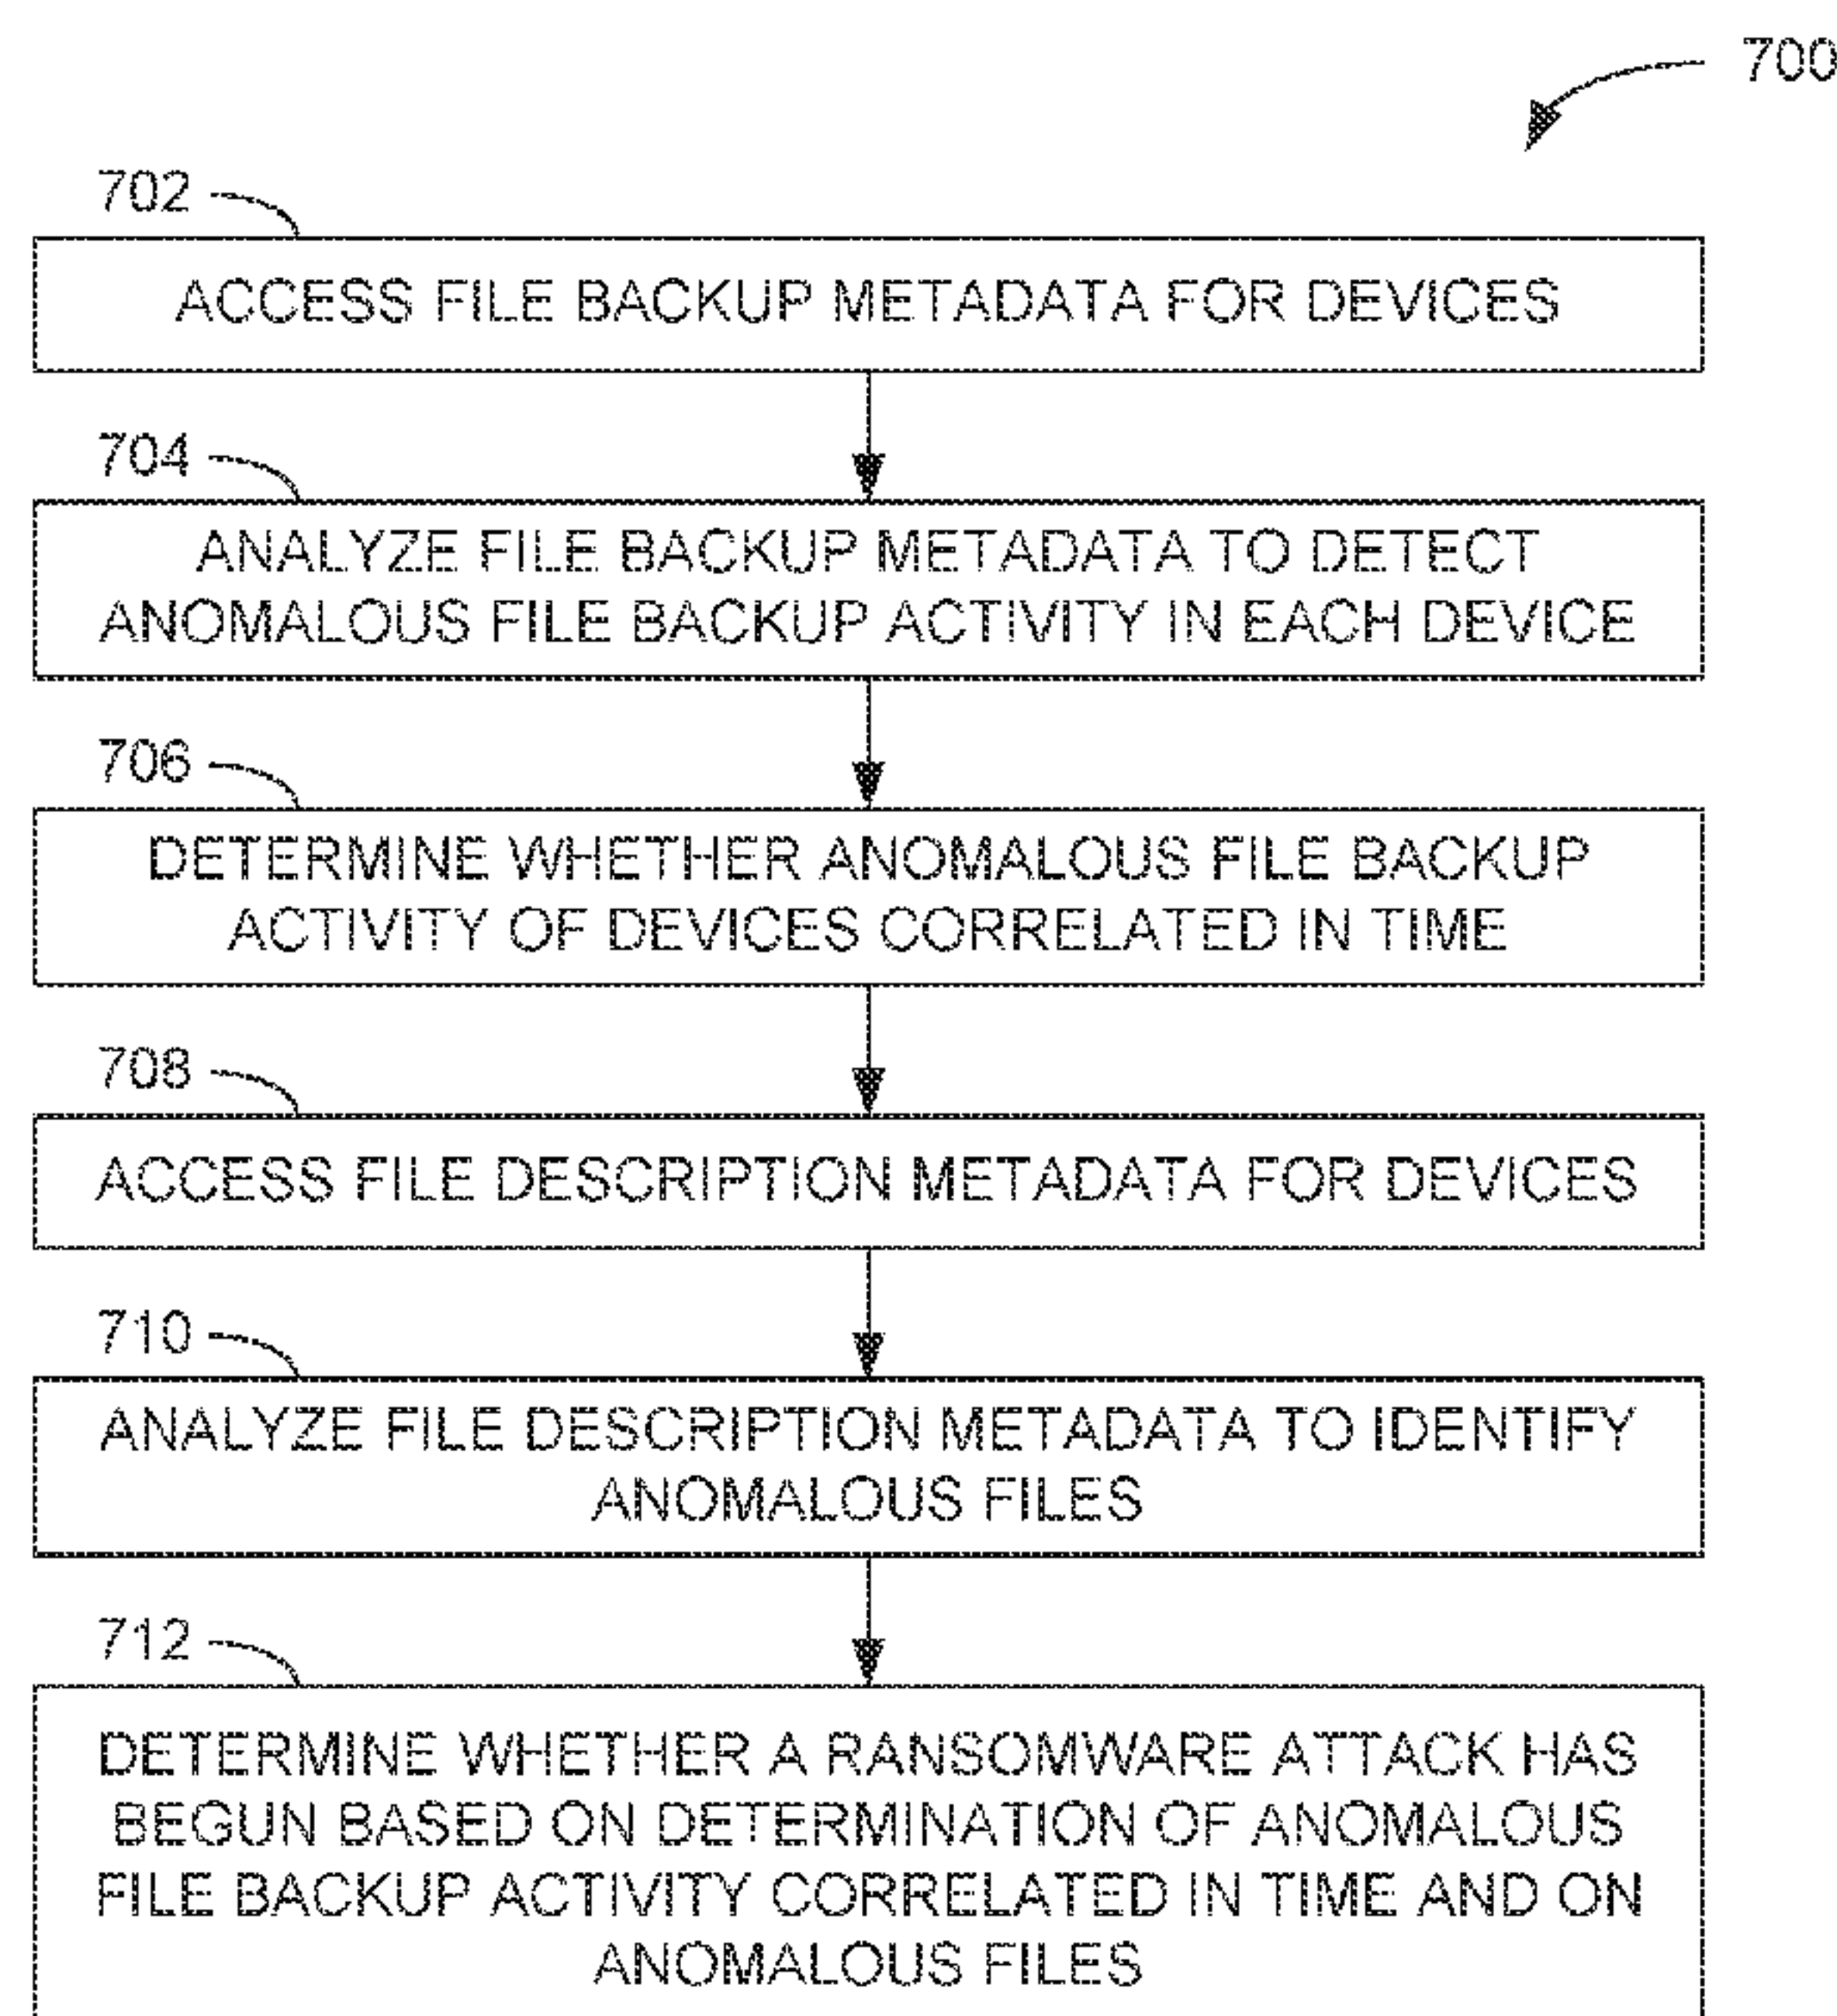 700
702
ACCESS FILE BACKUP METADATA FOR DEVICES
704
ANALYZE FILE BACKUP METADATA TO DETECT
ANOMALOUS FILE BACKUP ACTIVITY IN EACH DEVICE
706
DETERMINE WHETHER ANOMALOUS FILE BACKUP
ACTIVITY OF DEVICES CORRELATED IN TIME
708
ACCESS FILE DESCRIPTION METADATA FOR DEVICES
710
ANALYZE FILE DESCRIPTION METADATA TO IDENTIFY
ANOMALOUS FILES
712
DETERMINE WHETHER A RANSOMWARE ATTACK HAS
BEGUN BASED ON DETERMINATION OF ANOMALOUS
FILE BACKUP ACTIVITY CORRELATED IN TIME AND ON
ANOMALOUS FILES